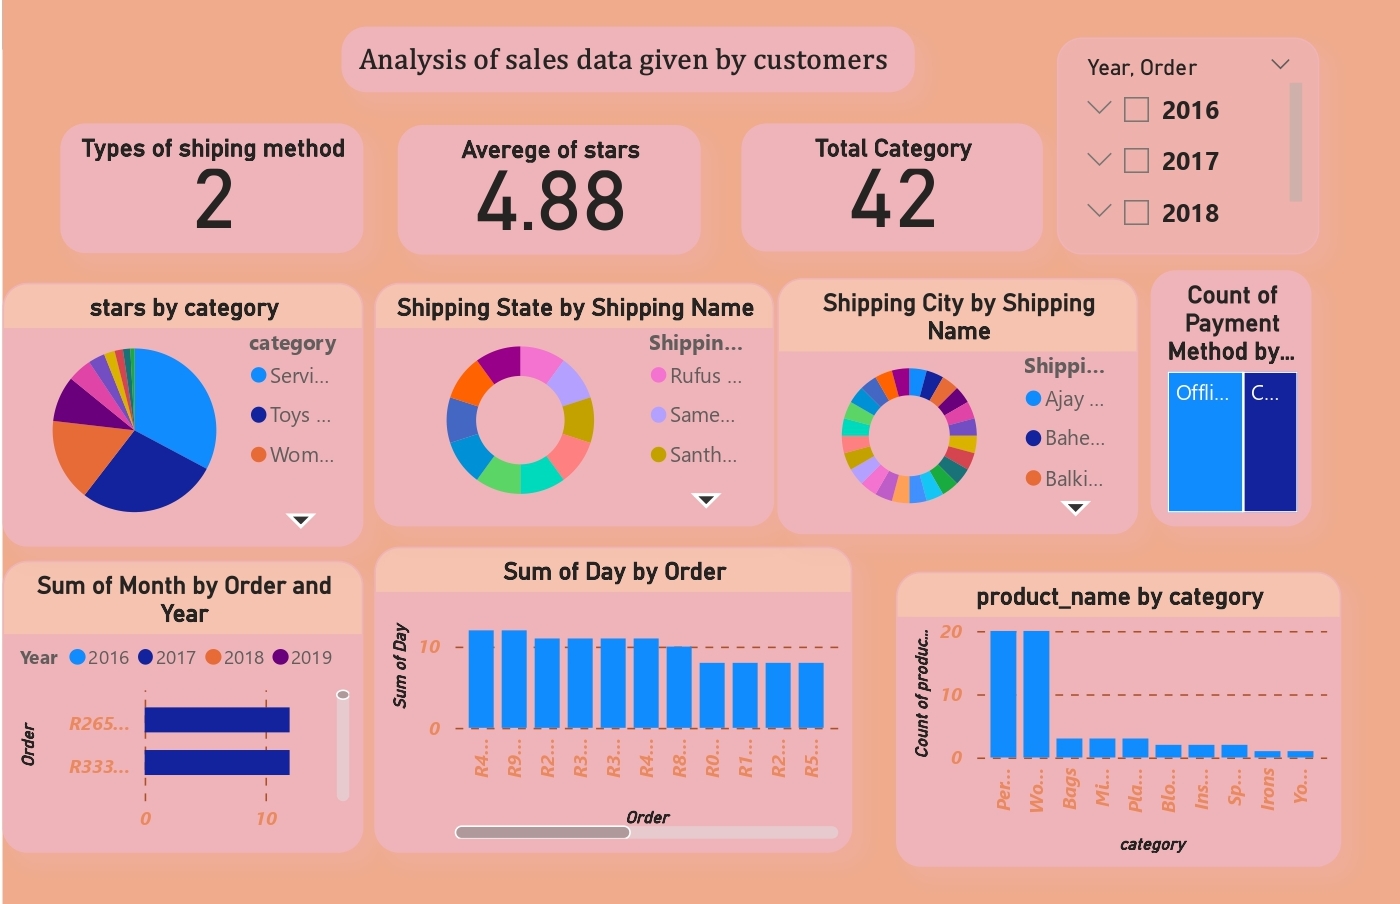 Analysis of sales data given by customers
Year, Order
2016
2017
2018
Types of shiping method
2
Averege of stars
4.88
Total Category
42
stars by category
category
Servi...
Toys ...
Wom...
Shipping State by Shipping Name
Shippin...
Rufus ...
Same...
Santh...
Shipping City by Shipping
Name
Shippi...
Ajay ...
Bahe...
Balki...
Count of
Payment
Method by...
Offli...
C...
Sum of Month by Order and
Year
Year 2016 2017 2018 2019
Order
R265...
R333...
0 10
Sum of Day by Order
Sum of Day
10
0
R4... R9... R2... R3... R3... R4... R8... R0... R1... R2... R5...
Order
product_name by category
Count of produc...
20
10
0
Per... Wo... Bags Mi... Pla... Blo... Ins... Sp... Irons Yo...
category